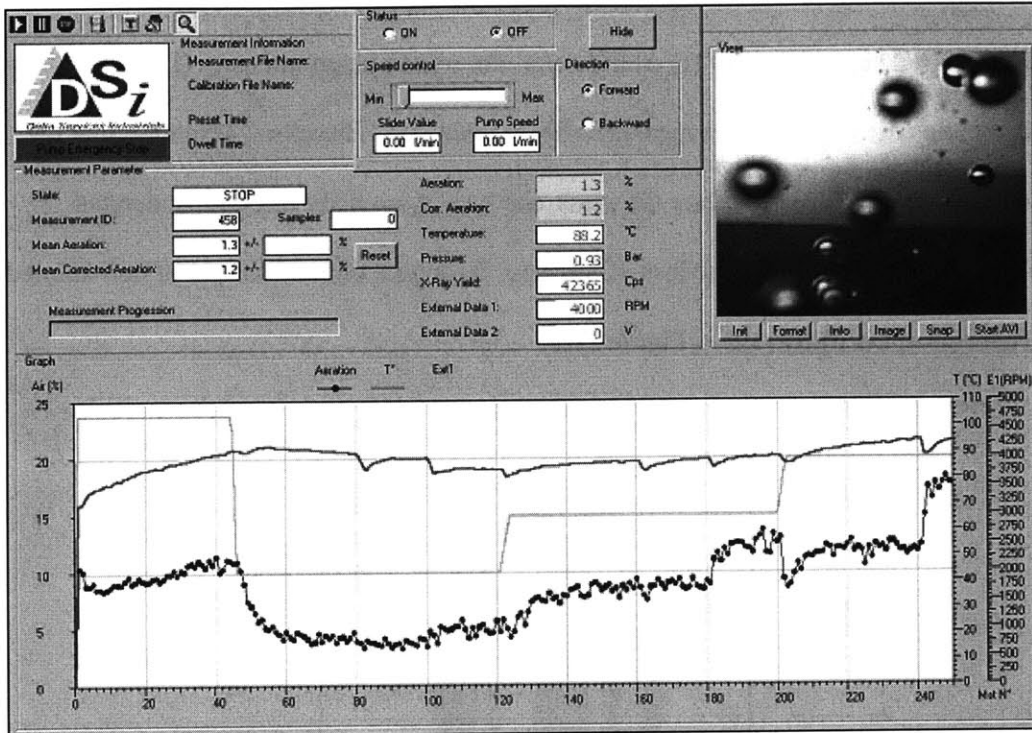 Status
ON
OFF
Hide
DSi
Delta Services Industriels
Pump Emergency Stop
Measurement Information
Measurement File Name:
Calibration File Name:
Preset Time
Dwell Time
Speed control
Min
Max
Slider Value
Pump Speed
0.00 l/min
0.00 l/min
Direction
Forward
Backward
View
Init
Format
Info
Image
Snap
Start AVI
Measurement Parameter
State:
STOP
Measurement ID:
458
Samples
0
Mean Aeration:
1.3
+/-
%
Mean Corrected Aeration:
1.2
+/-
%
Reset
Measurement Progression
Aeration:
1.3
%
Corr. Aeration:
1.2
%
Temperature:
88.2
°C
Pressure:
0.93
Bar
X-Ray Yield:
42365
Cps
External Data 1:
4000
RPM
External Data 2:
0
V
Graph
Aeration
T°
Ext1
Air (%)
25
20
15
10
5
0
0
20
40
60
80
100
120
140
160
180
200
220
240
Mat N°
T (°C)
110
100
90
80
70
60
50
40
30
20
10
0
E1(RPM)
5000
4750
4500
4250
4000
3750
3500
3250
3000
2750
2500
2250
2000
1750
1500
1250
1000
750
500
250
0